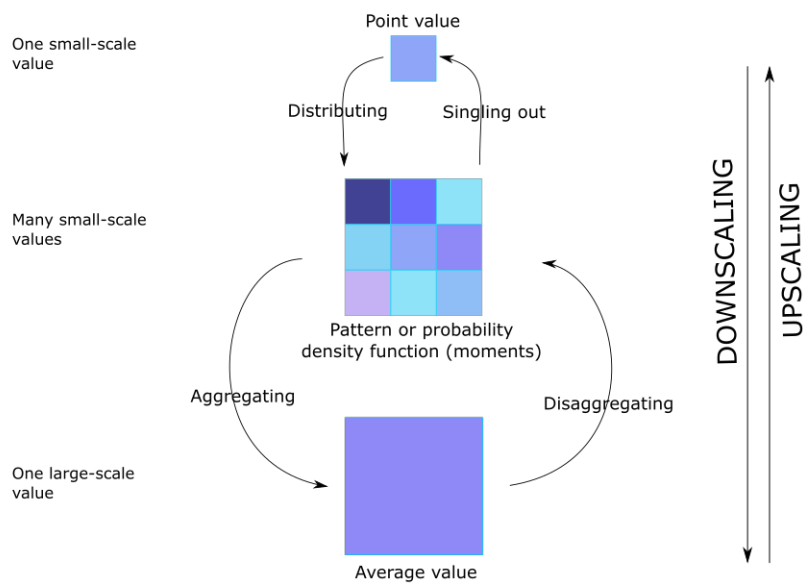 Point value
One small-scale
value
Distributing
Singling out
Many small-scale
values
Pattern or probability
density function (moments)
Aggregating
Disaggregating
One large-scale
value
Average value
DOWNSCALING
UPSCALING